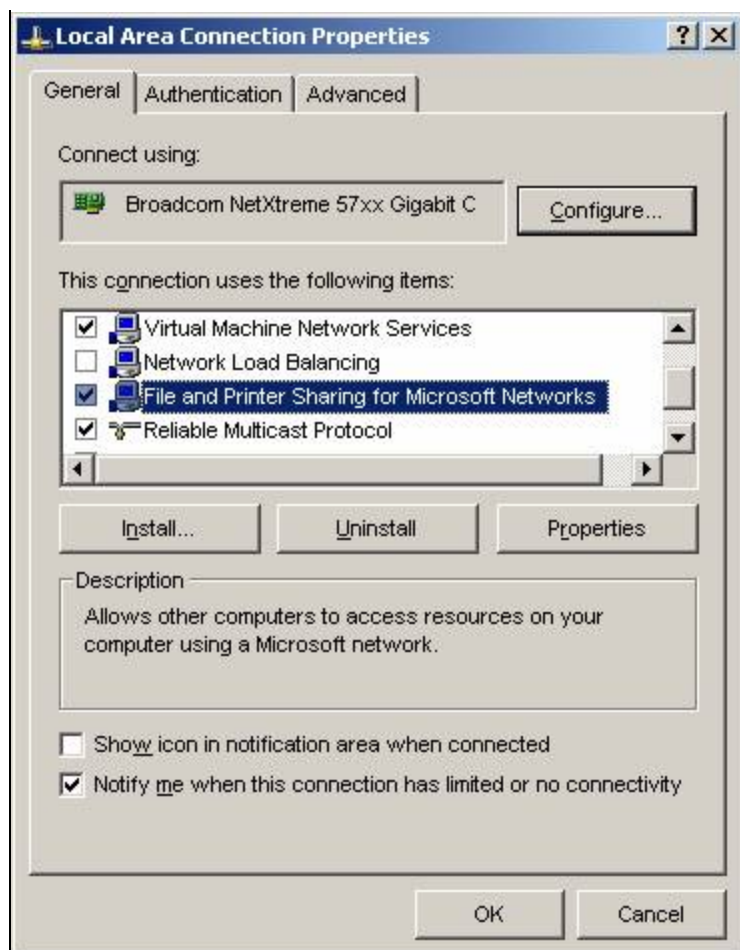 Local Area Connection Properties
General Authentication Advanced
Connect using:
Broadcom NetXtreme 57xx Gigabit C
Configure...
This connection uses the following items:
Virtual Machine Network Services
Network Load Balancing
File and Printer Sharing for Microsoft Networks
Reliable Multicast Protocol
Install... Uninstall Properties
Description
Allows other computers to access resources on your
computer using a Microsoft network.
Show icon in notification area when connected
Notify me when this connection has limited or no connectivity
OK Cancel